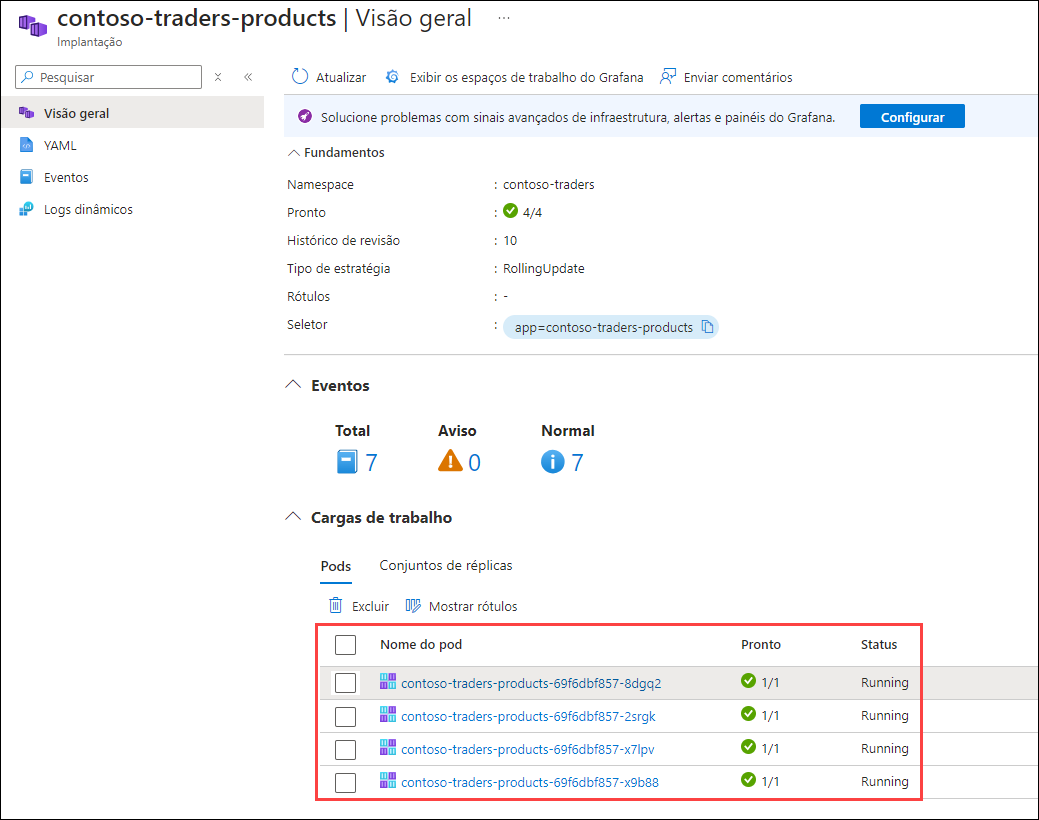 contoso-traders-products | Visão geral ...
Implantação
Pesquisar
Atualizar Exibir os espaços de trabalho do Grafana Enviar comentários
Visão geral
YAML
Eventos
Logs dinâmicos
Solucione problemas com sinais avançados de infraestrutura, alertas e painéis do Grafana. Configurar
Fundamentos
Namespace : contoso-traders
Pronto : 4/4
Histórico de revisão : 10
Tipo de estratégia : RollingUpdate
Rótulos : -
Seletor : app=contoso-traders-products
Eventos
Total Aviso Normal
7 0 7
Cargas de trabalho
Pods Conjuntos de réplicas
Excluir Mostrar rótulos
Nome do pod Pronto Status
contoso-traders-products-69f6dbf857-8dgq2 1/1 Running
contoso-traders-products-69f6dbf857-2srgk 1/1 Running
contoso-traders-products-69f6dbf857-x7lpv 1/1 Running
contoso-traders-products-69f6dbf857-x9b88 1/1 Running